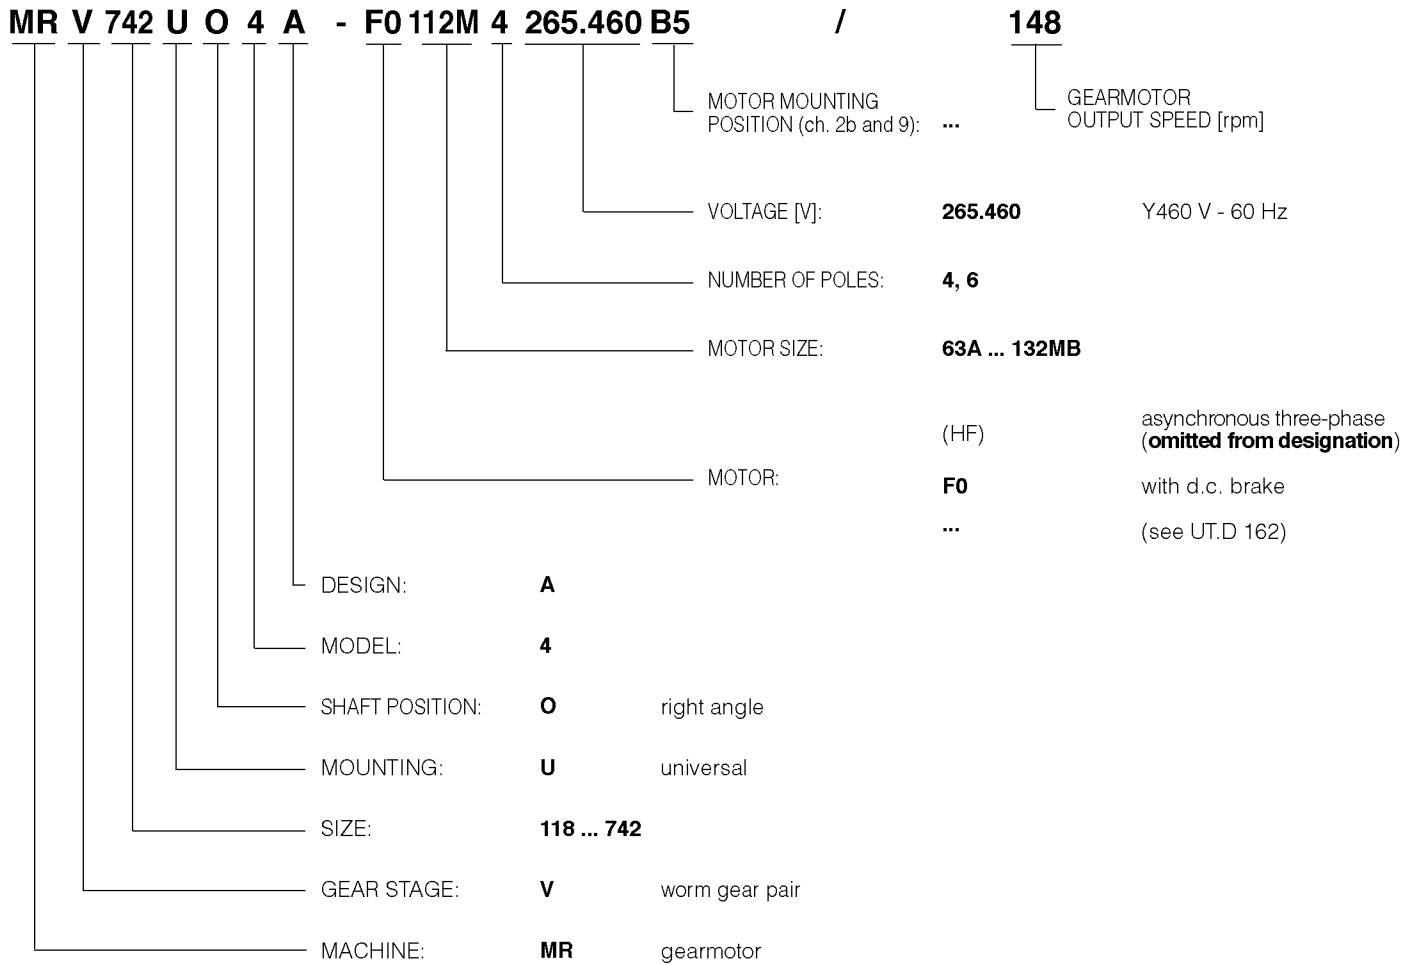 MR V 742 U O 4 A - F0 112M 4 265.460 B5 / 148
MOTOR MOUNTING
POSITION (ch. 2b and 9): ...
GEARMOTOR
OUTPUT SPEED [rpm]
VOLTAGE [V]: 265.460 Y460 V - 60 Hz
NUMBER OF POLES: 4, 6
MOTOR SIZE: 63A ... 132MB
(HF) asynchronous three-phase
(omitted from designation)
MOTOR:
F0 with d.c. brake
... (see UT.D 162)
DESIGN: A
MODEL: 4
SHAFT POSITION: O right angle
MOUNTING: U universal
SIZE: 118 ... 742
GEAR STAGE: V worm gear pair
MACHINE: MR gearmotor